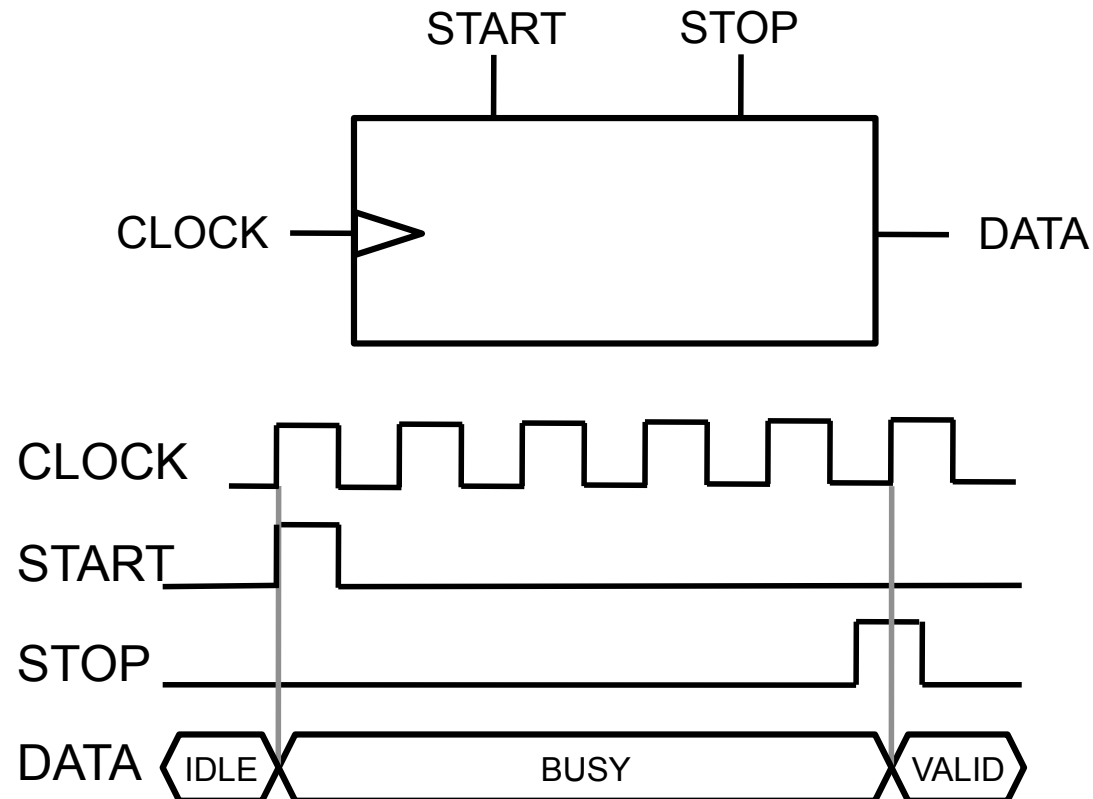 START STOP
CLOCK DATA
CLOCK
START
STOP
DATA IDLE BUSY VALID